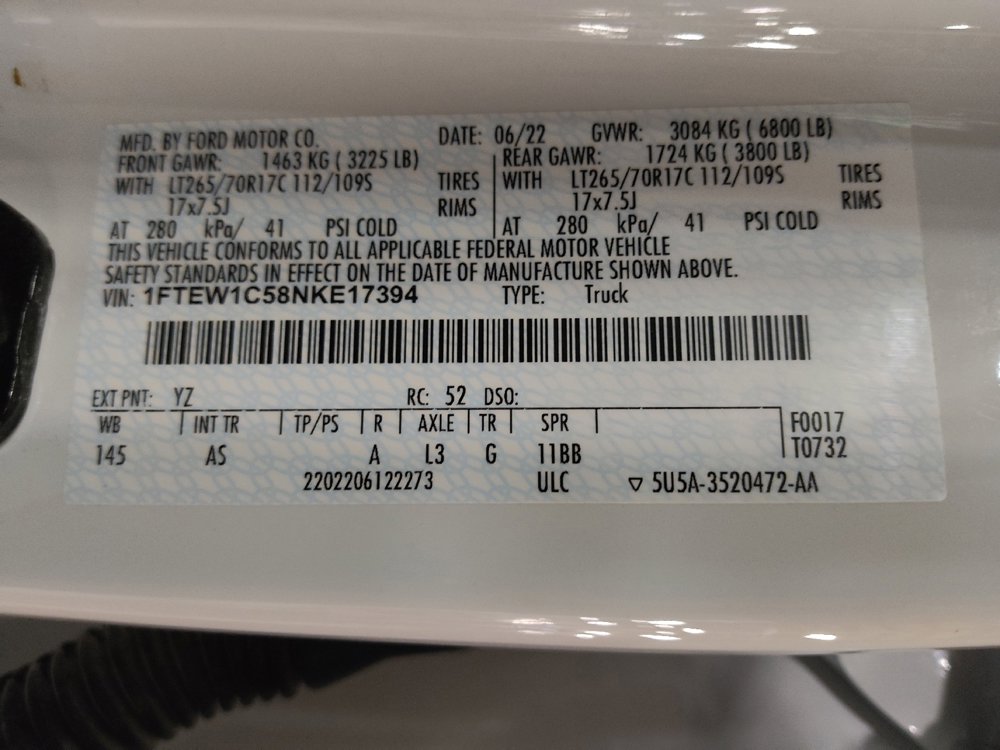 MFD. BY FORD MOTOR CO. DATE: 06/22 GVWR: 3084 KG ( 6800 LB)
FRONT GAWR: 1463 KG ( 3225 LB) REAR GAWR: 1724 KG ( 3800 LB)
WITH LT265/70R17C 112/109S TIRES WITH LT265/70R17C 112/109S TIRES
17x7.5J RIMS 17x7.5J RIMS
AT 280 kPa/ 41 PSI COLD AT 280 kPa/ 41 PSI COLD
THIS VEHICLE CONFORMS TO ALL APPLICABLE FEDERAL MOTOR VEHICLE
SAFETY STANDARDS IN EFFECT ON THE DATE OF MANUFACTURE SHOWN ABOVE.
VIN: 1FTEW1C58NKE17394 TYPE: Truck
EXT PNT: YZ RC: 52 DSO:
WB INT TR TP/PS R AXLE TR SPR F0017
145 AS A L3 G 11BB T0732
2202206122273 ULC ▽ 5U5A-3520472-AA